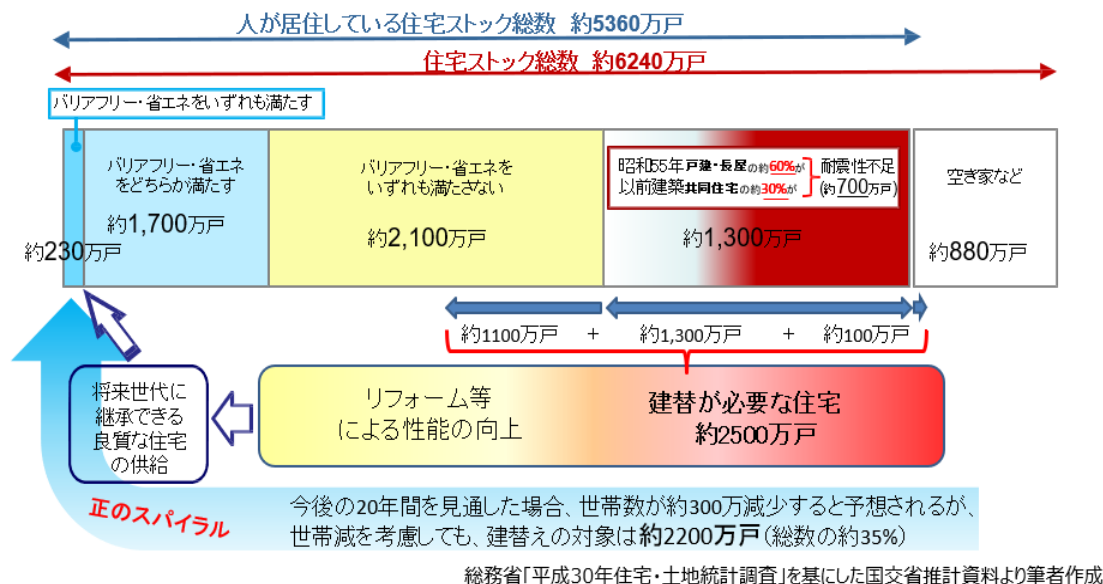 人が居住している住宅ストック総数 約5360万戸
住宅ストック総数 約6240万戸
バリアフリー・省エネをいずれも満たす
バリアフリー・省エネ
をどちらか満たす
約1,700万戸
約230万戸
バリアフリー・省エネを
いずれも満たさない
約2,100万戸
昭和55年戸建・長屋の約60%が
以前建築共同住宅の約30%が
耐震性不足
(約700万戸)
約1,300万戸
空き家など
約880万戸
約1100万戸 + 約1,300万戸 + 約100万戸
将来世代に
継承できる
良質な住宅
の供給
リフォーム等
による性能の向上
建替が必要な住宅
約2500万戸
正のスパイラル
今後の20年間を見通した場合、世帯数が約300万減少すると予想されるが、
世帯減を考慮しても、建替えの対象は約2200万戸(総数の約35%)
総務省「平成30年住宅・土地統計調査」を基にした国交省推計資料より筆者作成